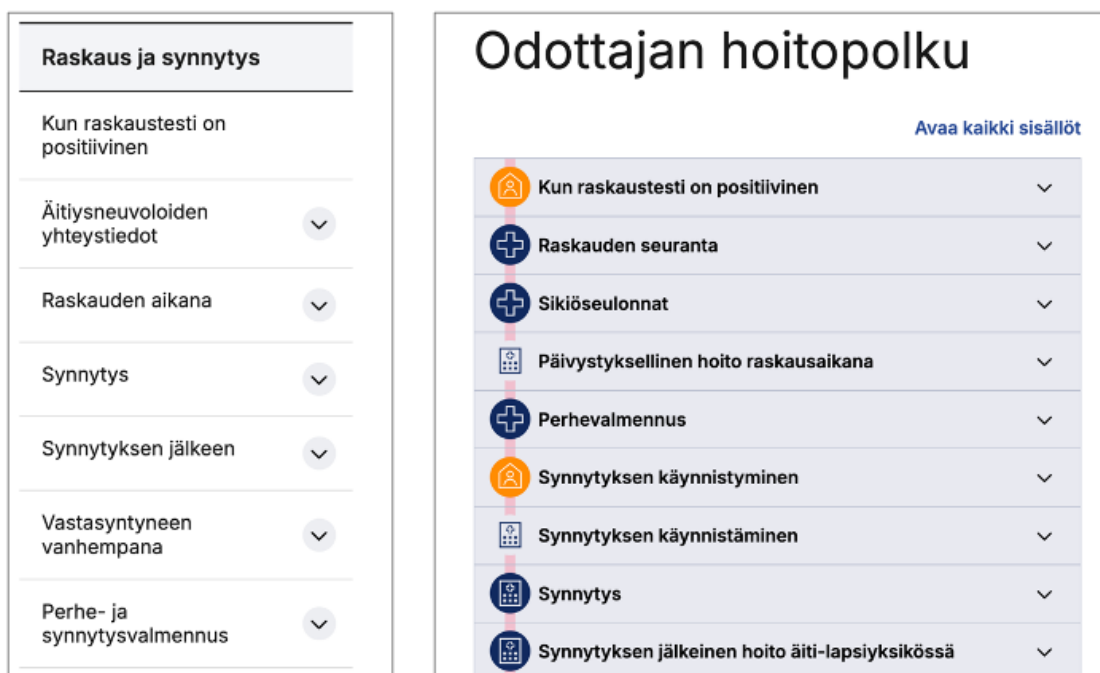 Raskaus ja synnytys
Kun raskaustesti on
positiivinen
Äitiysneuvoloiden
yhteystiedot
Raskauden aikana
Synnytys
Synnytyksen jälkeen
Vastasyntyneen
vanhempana
Perhe- ja
synnytysvalmennus
Odottajan hoitopolku
Avaa kaikki sisällöt
Kun raskaustesti on positiivinen
Raskauden seuranta
Sikiöseulonnat
Päivystyksellinen hoito raskausaikana
Perhevalmennus
Synnytyksen käynnistyminen
Synnytyksen käynnistäminen
Synnytys
Synnytyksen jälkeinen hoito äiti-lapsiyksikössä